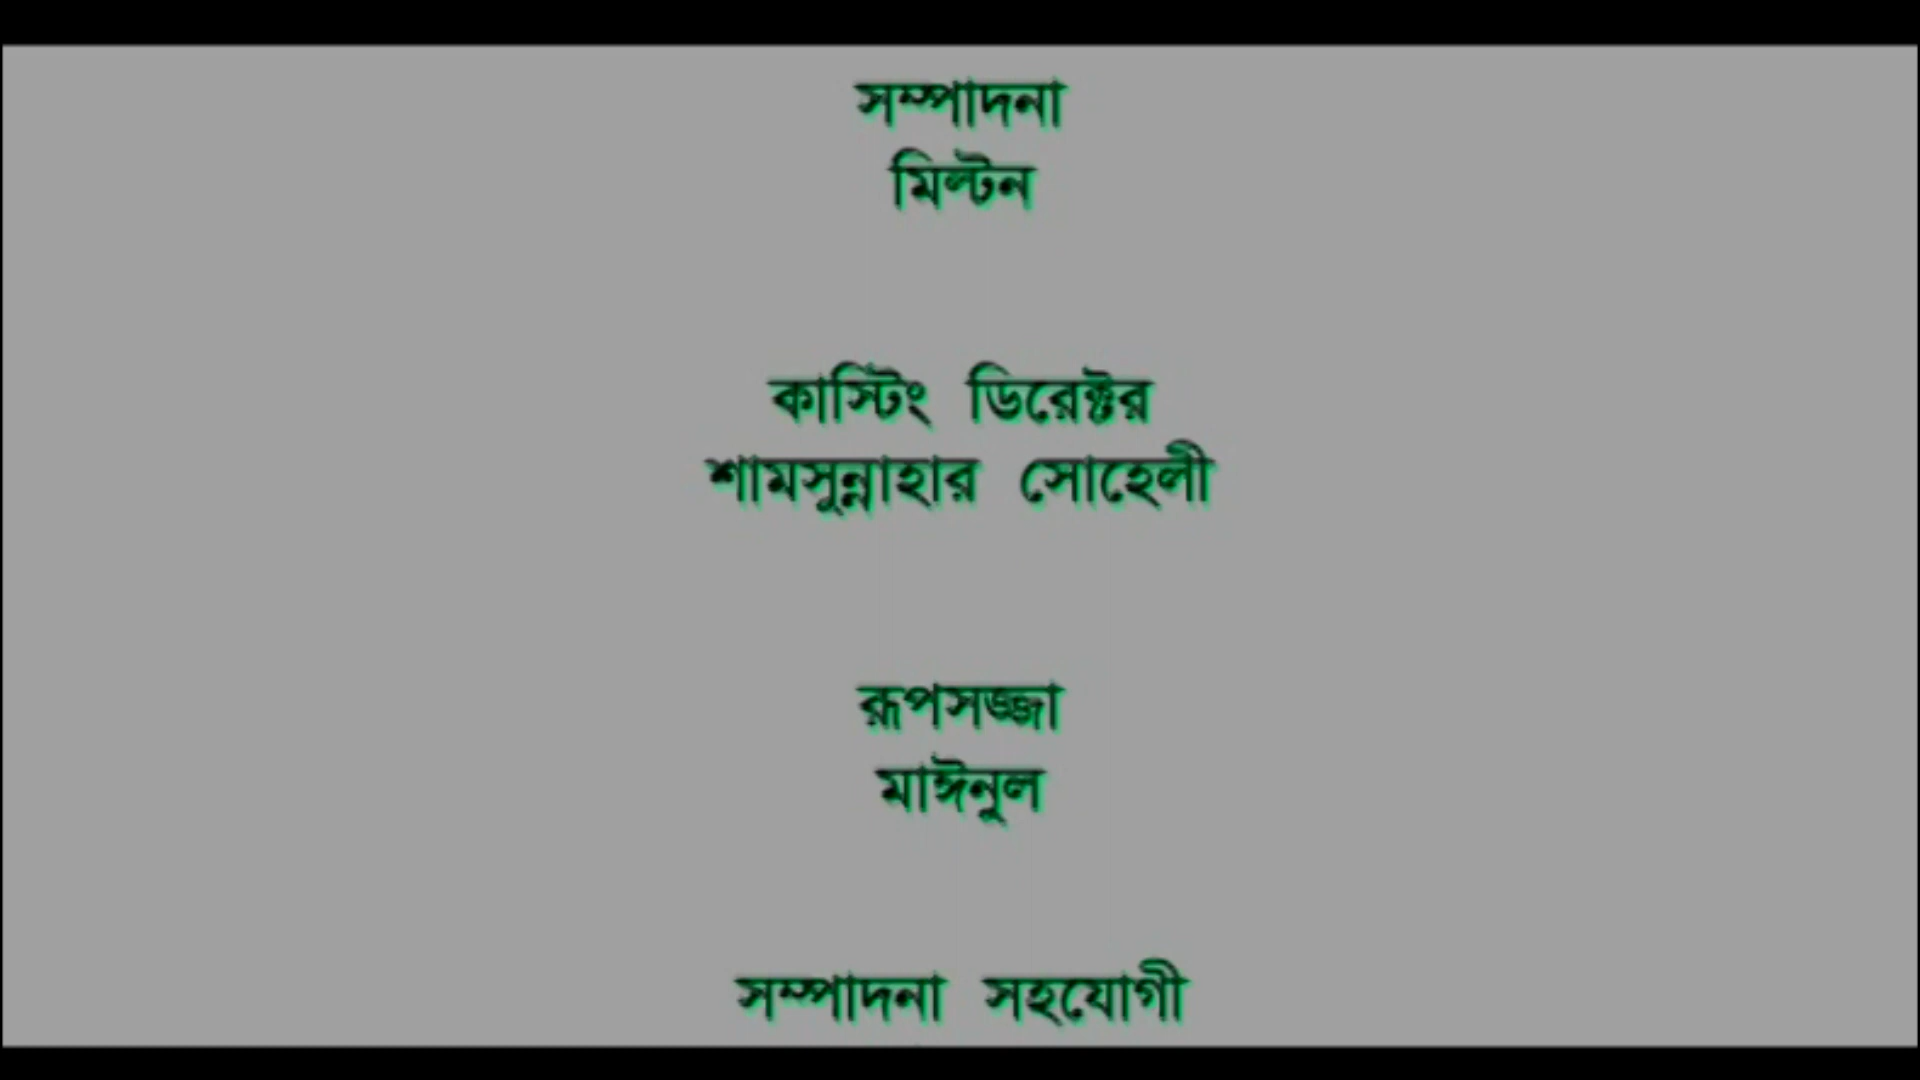 সম্পাদনা
মিল্টন
কাস্টিং ডিরেক্টর
শামসুন্নাহার সোহেলী
রূপসজ্জা
মাঈনুল
সম্পাদনা সহযোগী